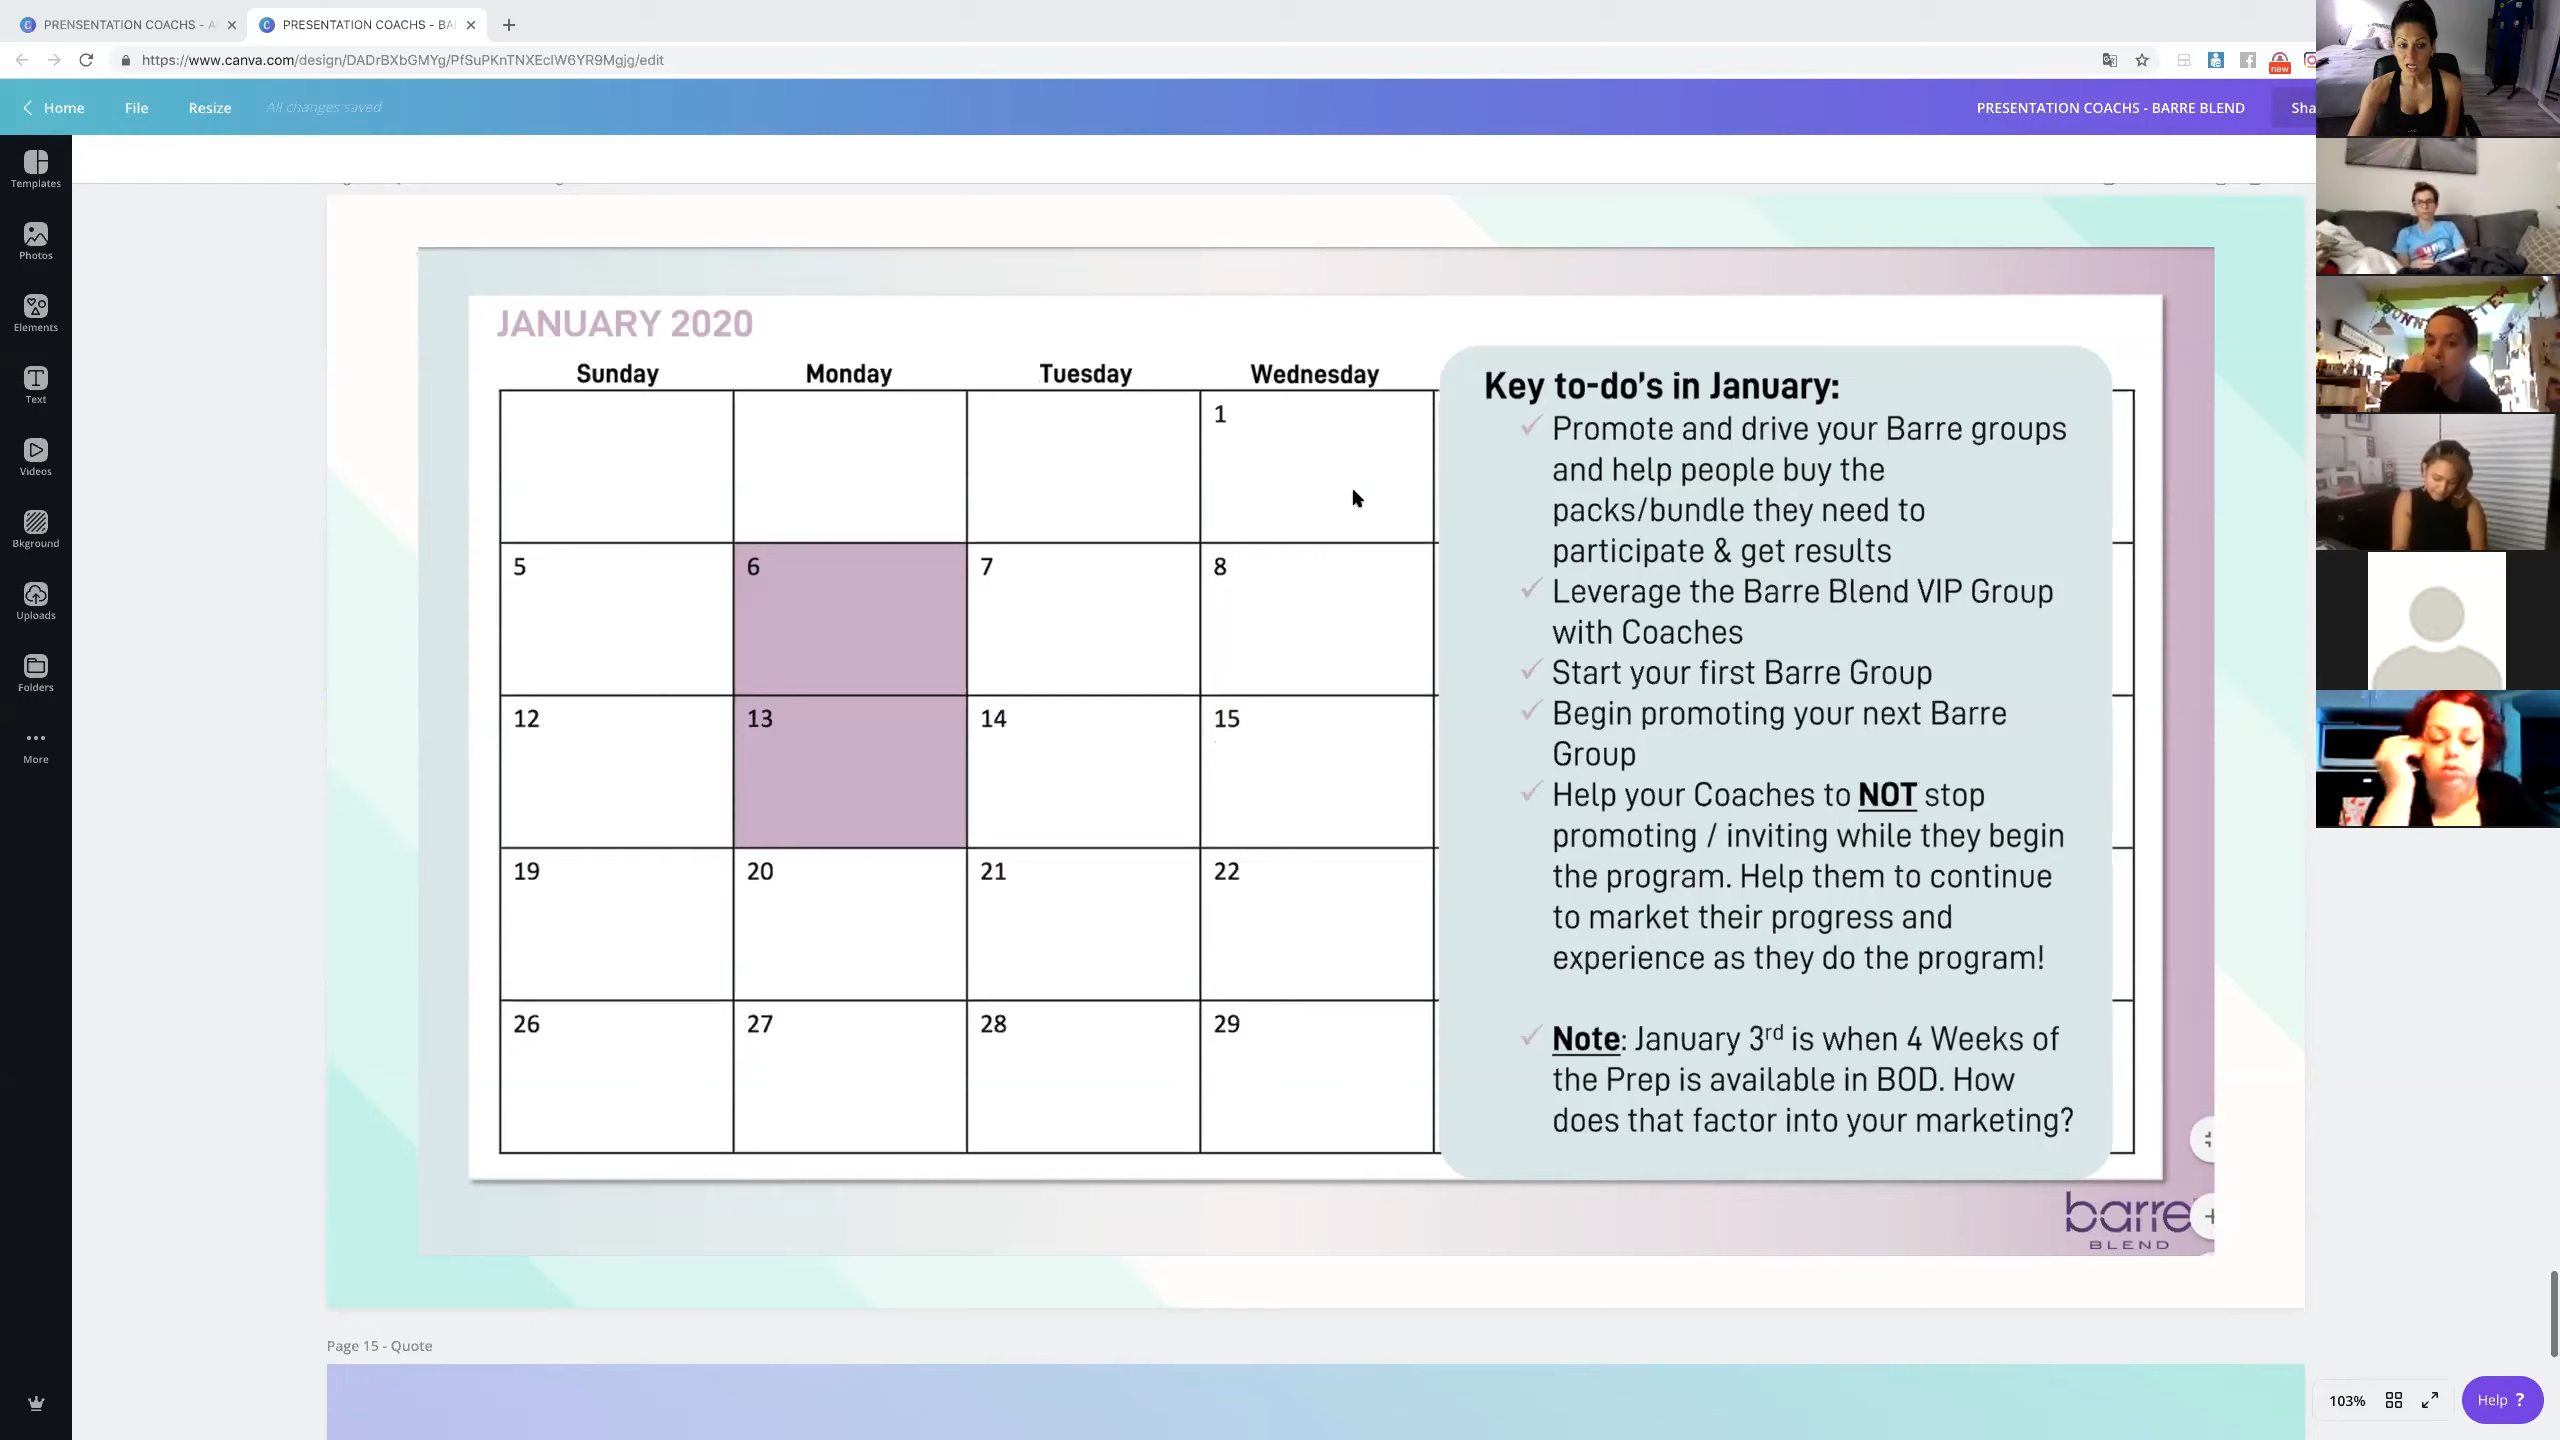 PRENSENTATION COACHS - A
PRESENTATION COACHS - BA
https://www.canva.com/design/DADrBXbGMYg/PfSuPKnTNXEcIW6YR9Mgjg/edit
new
Home
File
Resize
All changes saved
PRESENTATION COACHS - BARRE BLEND
Sha
Templates
Photos
Elements
Text
Videos
Bkground
Uploads
Folders
More
JANUARY 2020
Sunday
Monday
Tuesday
Wednesday
1
5
6
7
8
12
13
14
15
19
20
21
22
26
27
28
29
Key to-do's in January:
Promote and drive your Barre groups
and help people buy the
packs/bundle they need to
participate & get results
Leverage the Barre Blend VIP Group
with Coaches
Start your first Barre Group
Begin promoting your next Barre
Group
Help your Coaches to NOT stop
promoting / inviting while they begin
the program. Help them to continue
to market their progress and
experience as they do the program!
Note: January 3rd is when 4 Weeks of
the Prep is available in BOD. How
does that factor into your marketing?
barre
BLEND
Page 15 - Quote
103%
Help ?